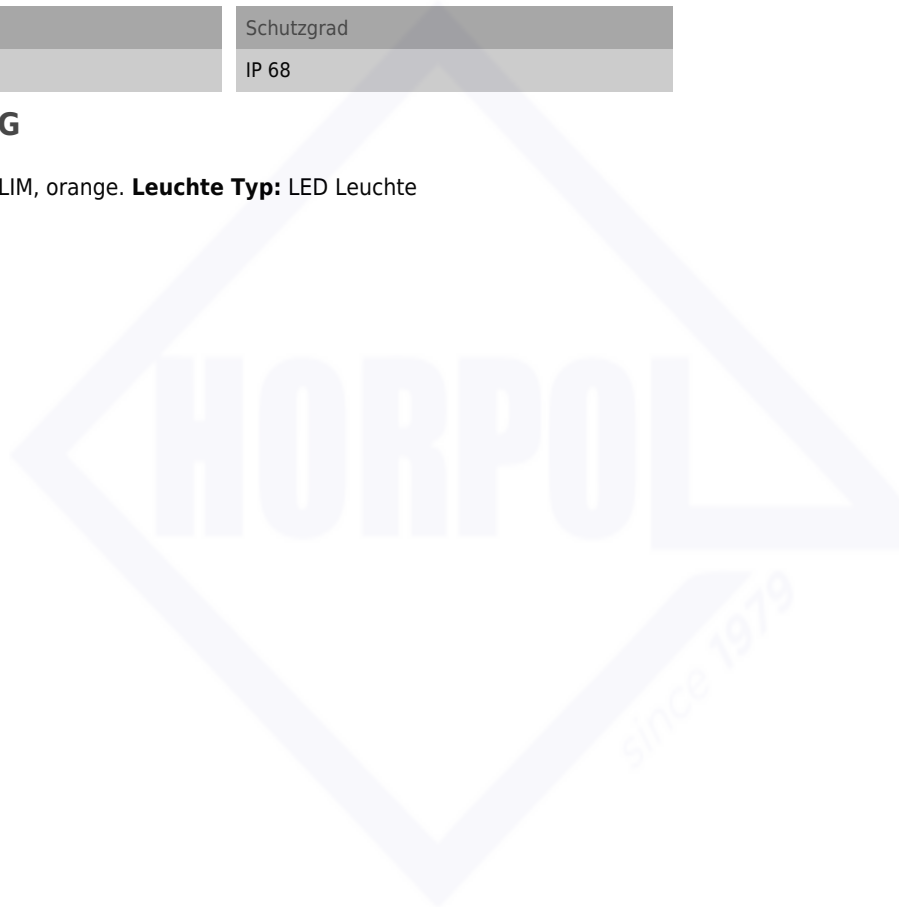 Schutzgrad
IP 68
G
LIM, orange. Leuchte Typ: LED Leuchte
HORPOL
since 1979